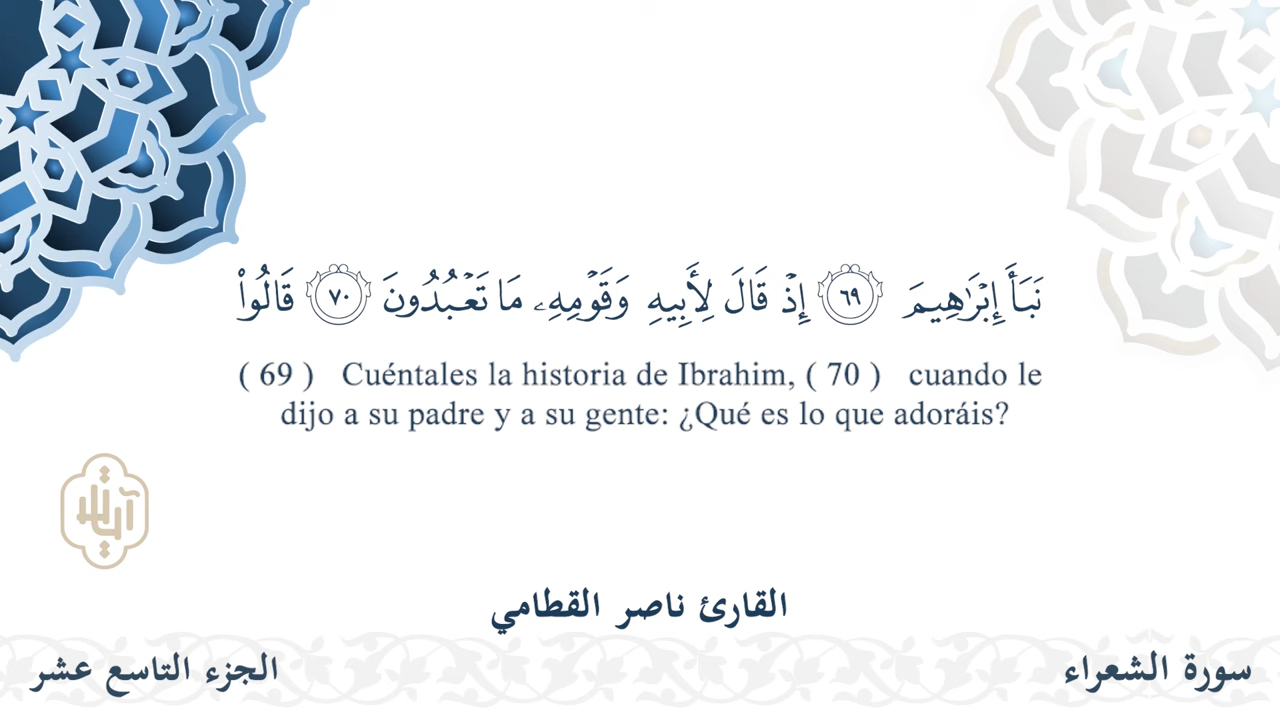 نَبَأَ إِبْرَٰهِيمَ ٦٩ إِذْ قَالَ لِأَبِيهِ وَقَوْمِهِۦ مَا تَعْبُدُونَ ٧٠ قَالُوا۟
( 69 ) Cuéntales la historia de Ibrahim, ( 70 ) cuando le
dijo a su padre y a su gente: ¿Qué es lo que adoráis?
القارئ ناصر القطامي
سورة الشعراء
الجزء التاسع عشر